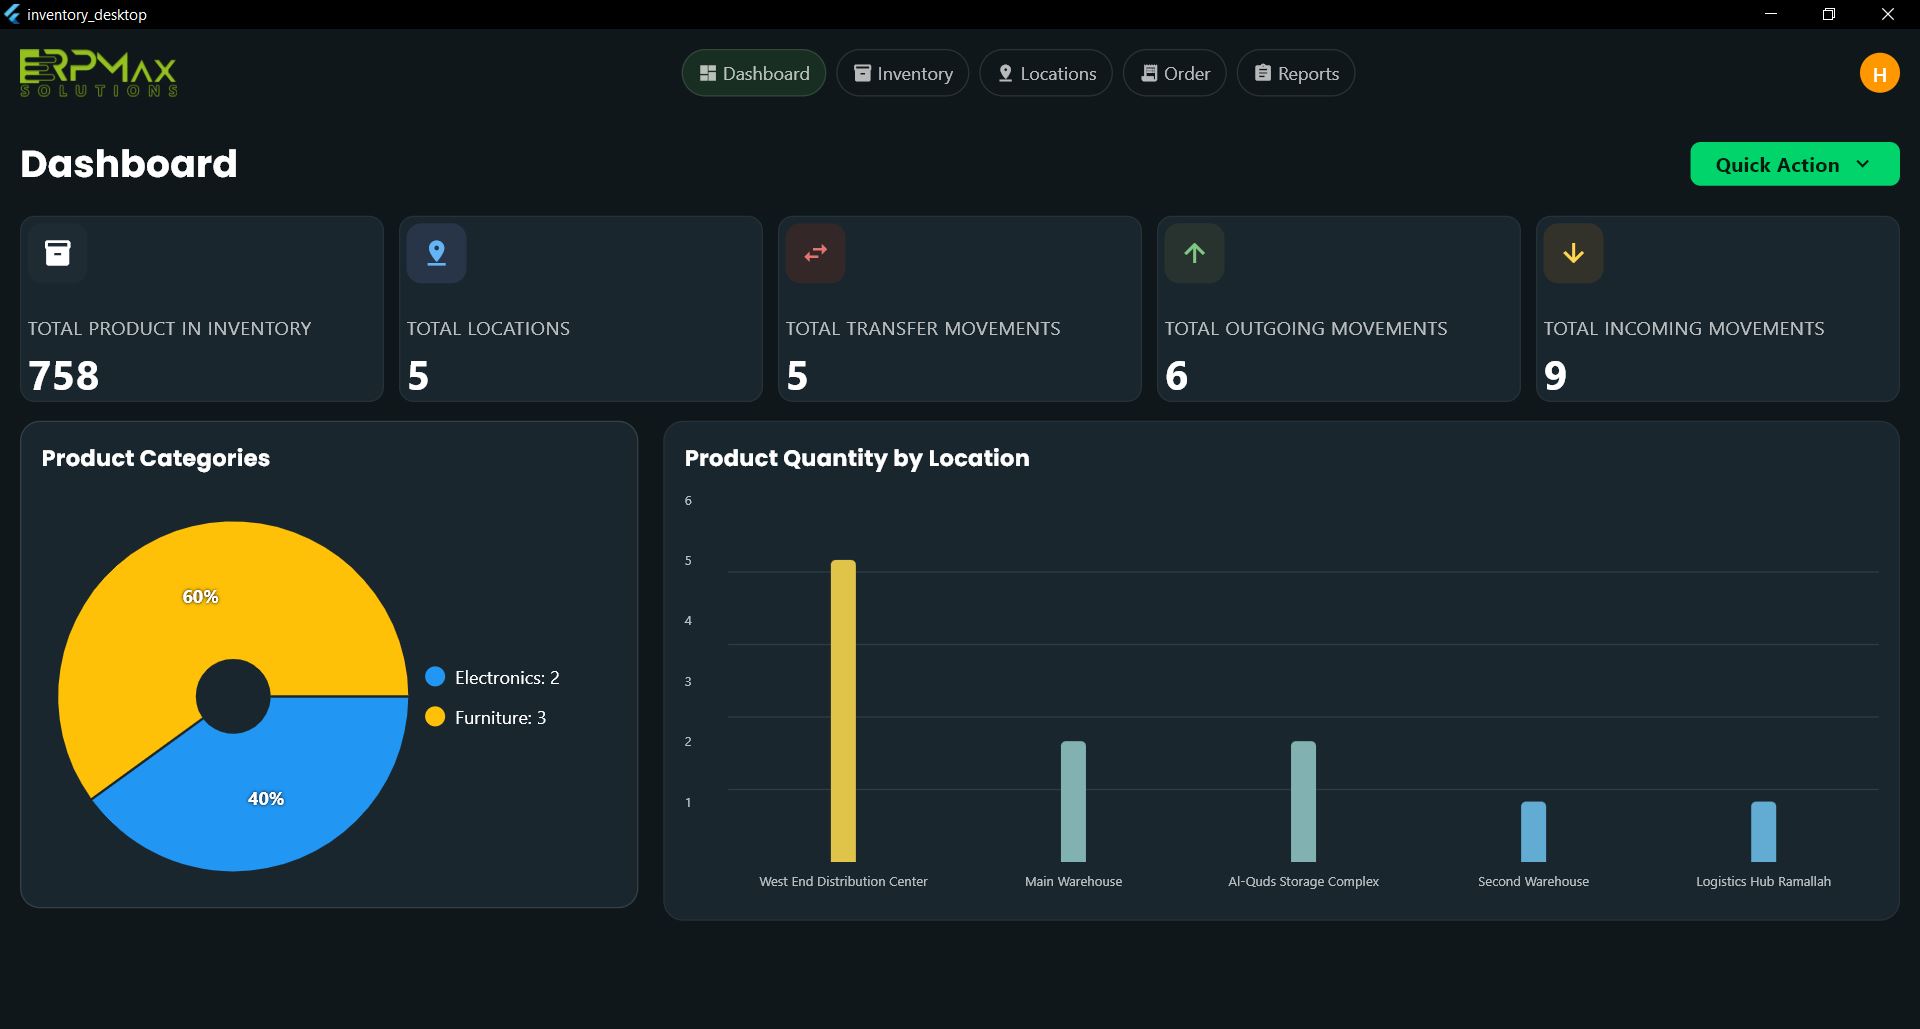 inventory_desktop
ERPMAX
SOLUTIONS
Dashboard
Inventory
Locations
Order
Reports
H
Dashboard
Quick Action
TOTAL PRODUCT IN INVENTORY
758
TOTAL LOCATIONS
5
TOTAL TRANSFER MOVEMENTS
5
TOTAL OUTGOING MOVEMENTS
6
TOTAL INCOMING MOVEMENTS
9
Product Categories
60%
40%
Electronics: 2
Furniture: 3
Product Quantity by Location
6
5
4
3
2
1
West End Distribution Center
Main Warehouse
Al-Quds Storage Complex
Second Warehouse
Logistics Hub Ramallah